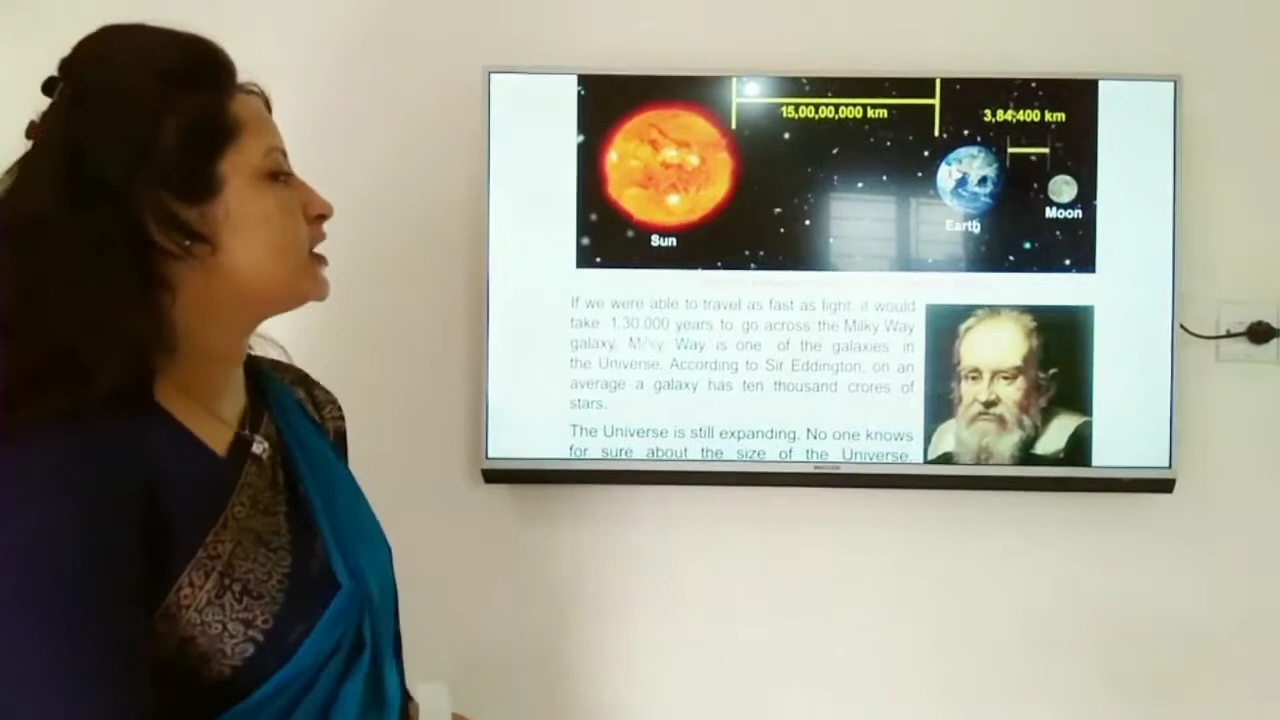 15,00,00,000 km
3,84,400 km
Sun
Earth
Moon
If we were able to travel as fast as light, it would
take 1,30,000 years to go across the Milky Way
galaxy. Milky Way is one of the galaxies in
the Universe. According to Sir Eddington, on an
average a galaxy has ten thousand crores of
stars.
The Universe is still expanding. No one knows
for sure about the size of the Universe.